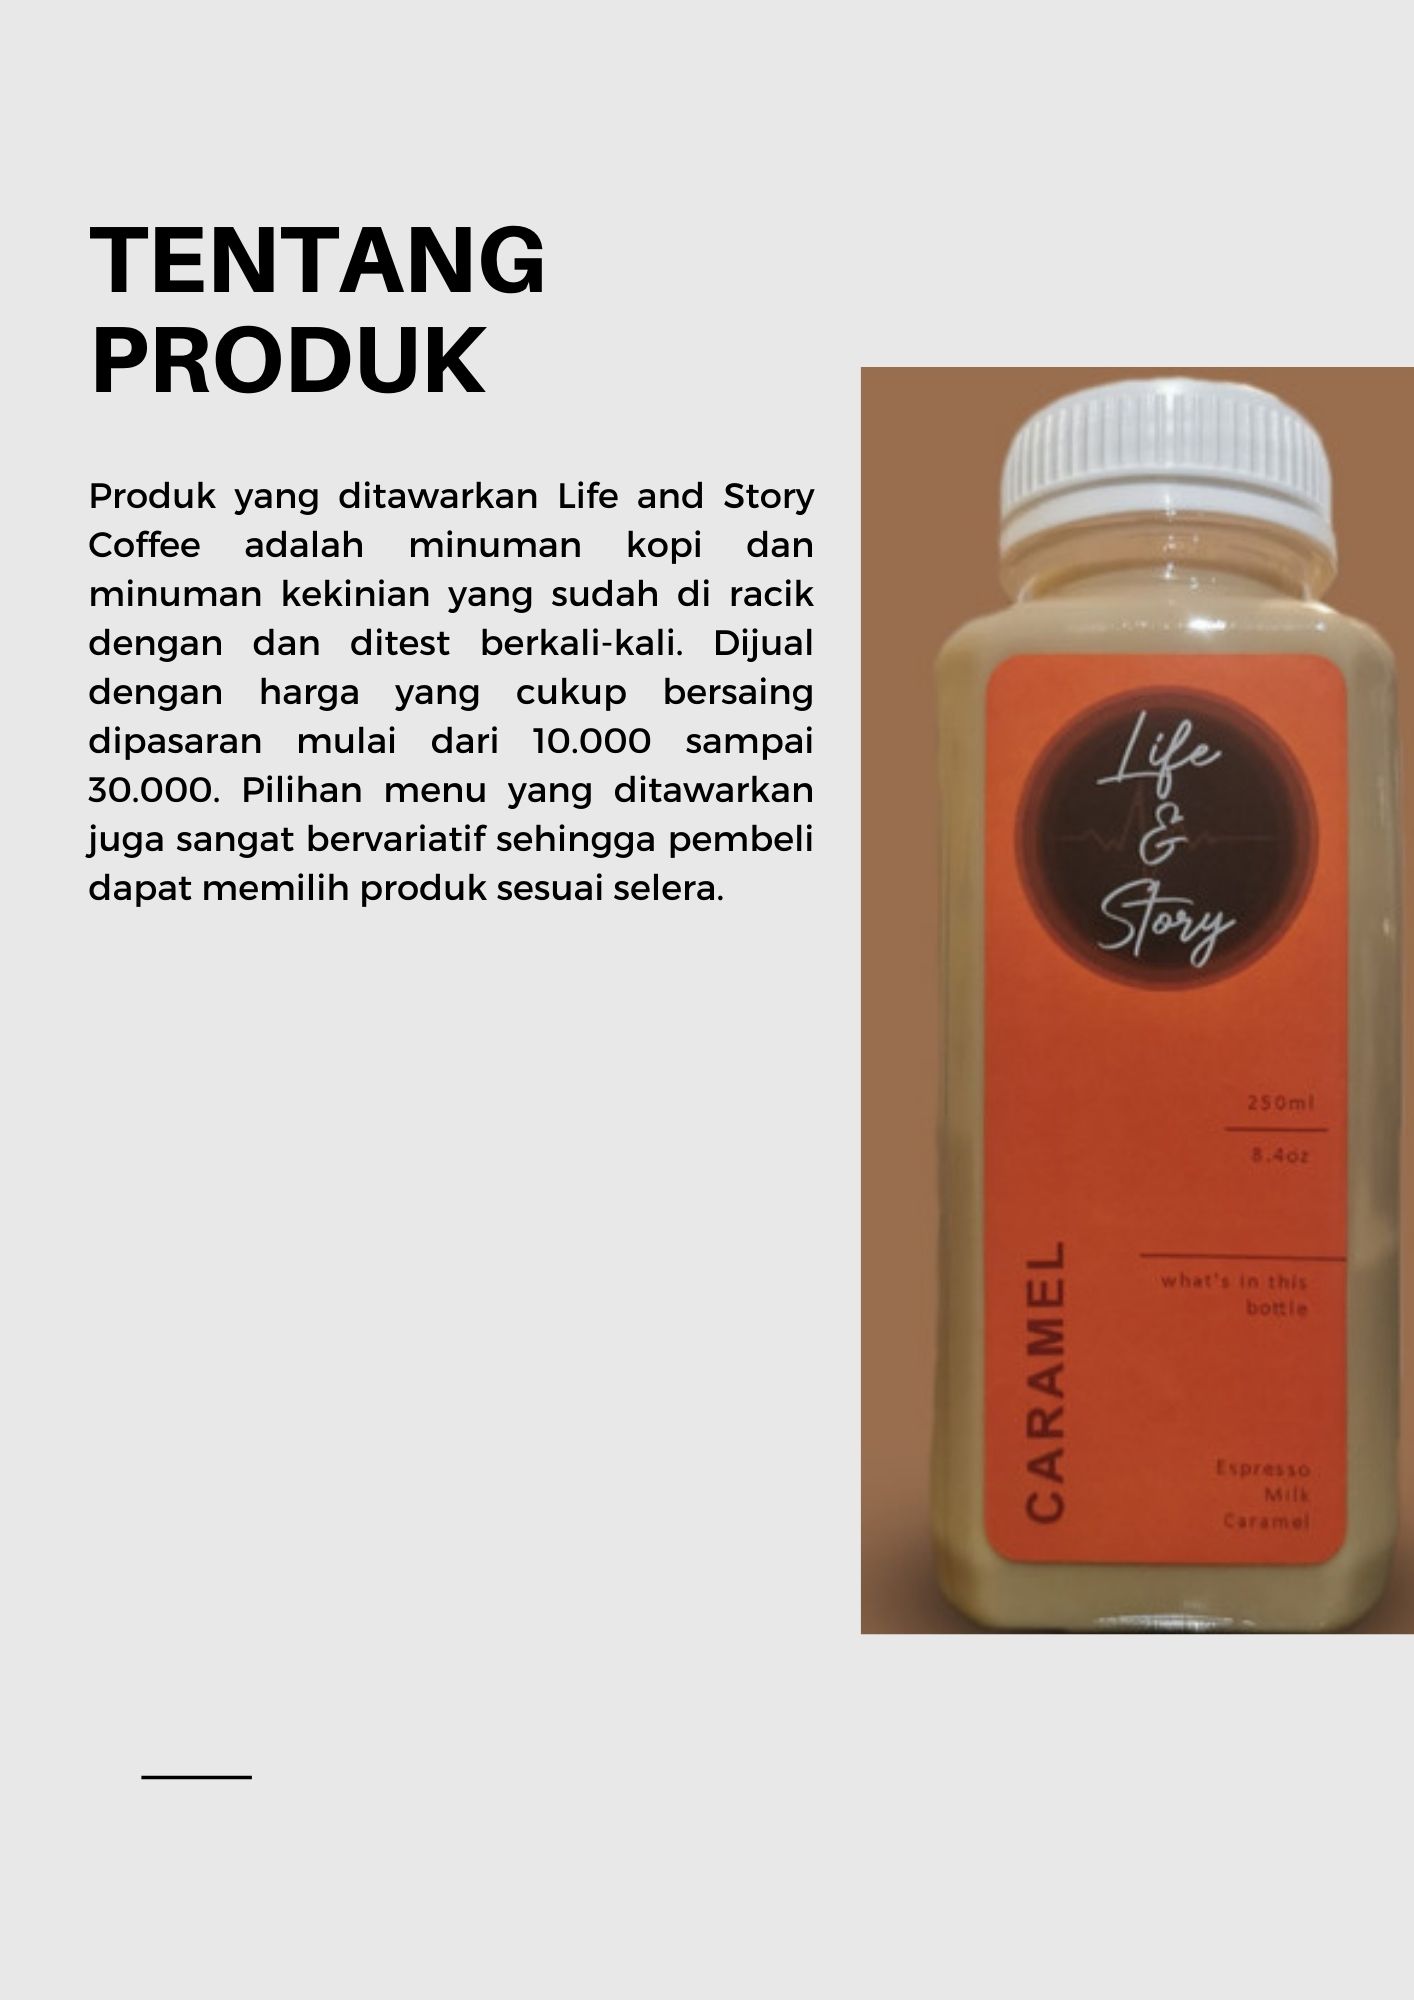 TENTANG
PRODUK
Produk yang ditawarkan Life and Story
Coffee adalah minuman kopi dan
minuman kekinian yang sudah di racik
dengan dan ditest berkali-kali. Dijual
dengan harga yang cukup bersaing
dipasaran mulai dari 10.000 sampai
30.000. Pilihan menu yang ditawarkan
juga sangat bervariatif sehingga pembeli
dapat memilih produk sesuai selera.
Life
&
Story
250ml
8.4oz
what's in this
bottle
CARAMEL
Espresso
Milk
Caramel